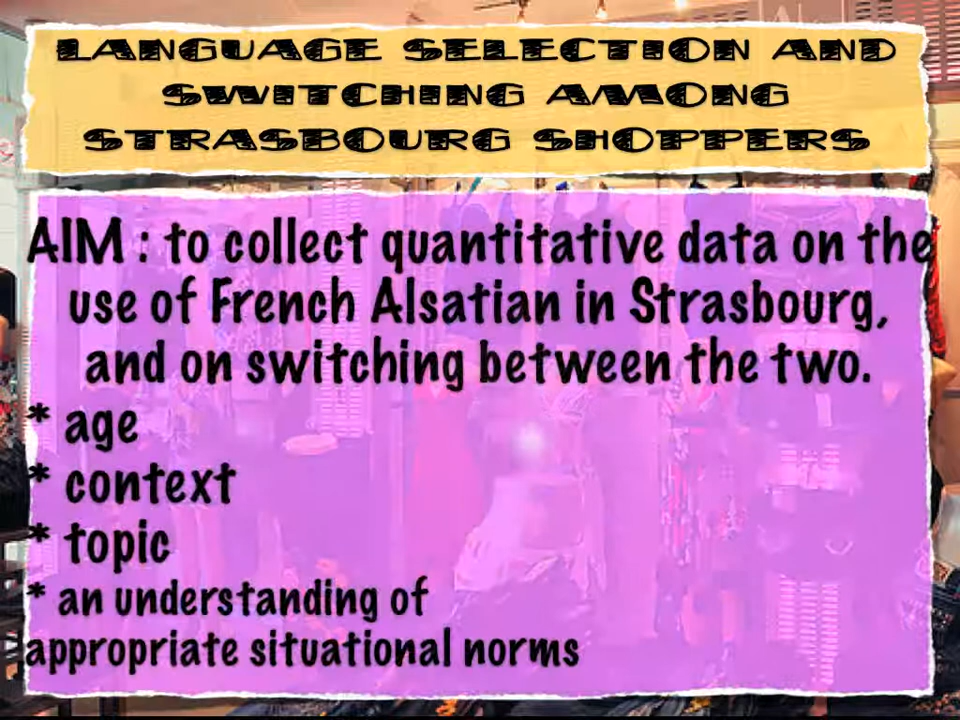 LANGUAGE SELECTION AND
SWITCHING AMONG
STRASBOURG SHOPPERS
AIM : to collect quantitative data on the
use of French Alsatian in Strasbourg,
and on switching between the two.
* age
* context
* topic
* an understanding of
appropriate situational norms